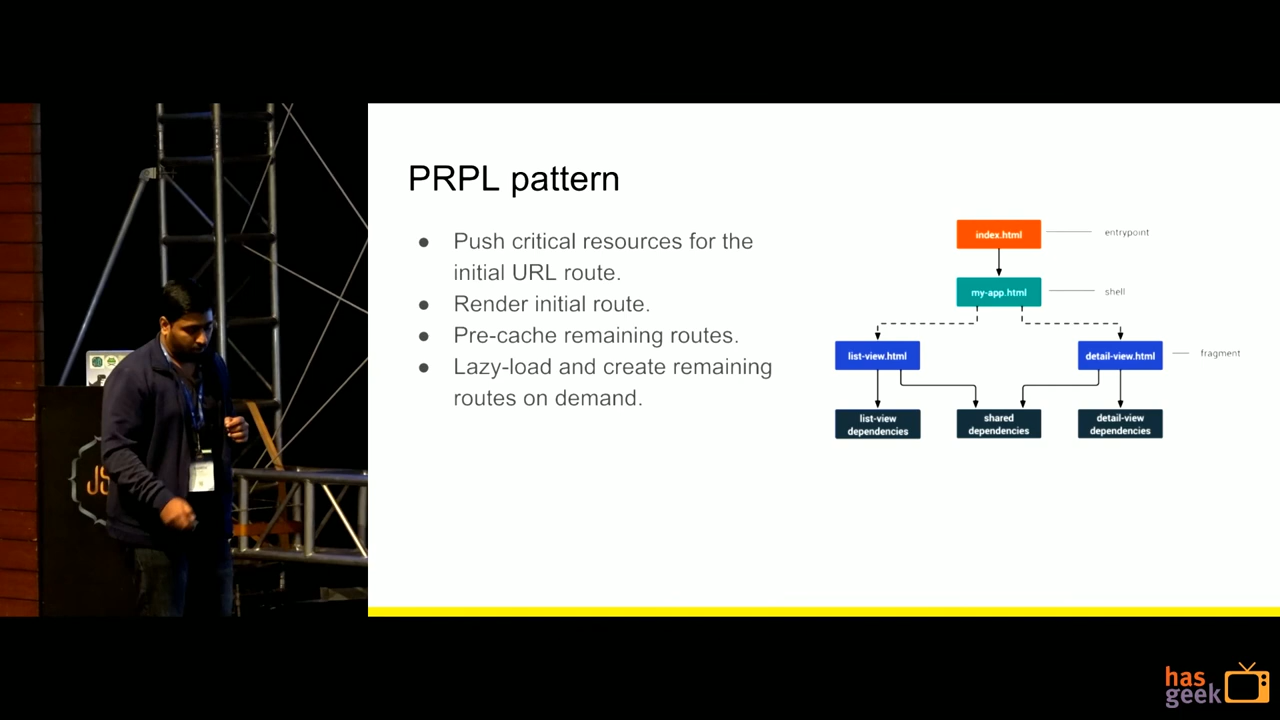 PRPL pattern
● Push critical resources for the
initial URL route.
● Render initial route.
● Pre-cache remaining routes.
● Lazy-load and create remaining
routes on demand.
index.html
entrypoint
my-app.html
shell
list-view.html
detail-view.html
fragment
list-view
dependencies
shared
dependencies
detail-view
dependencies
JS
has
geek